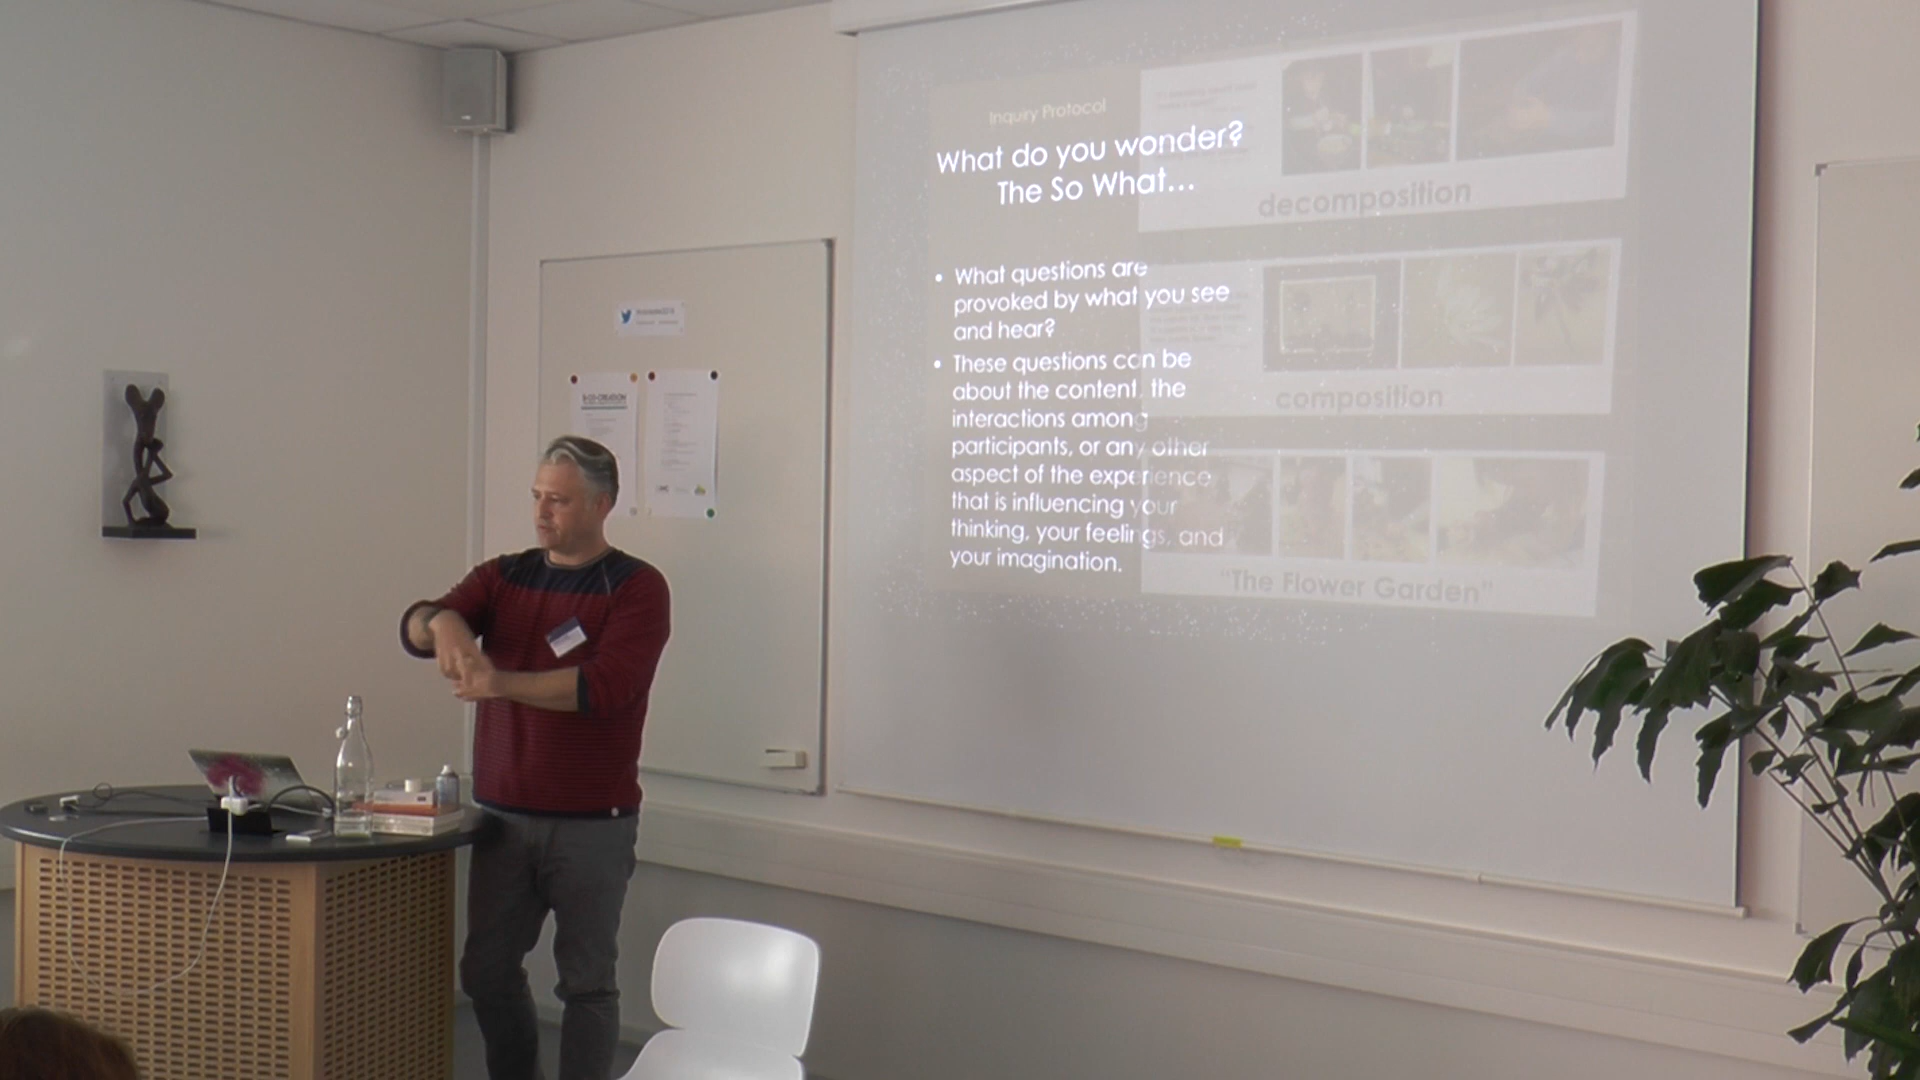 Inquiry Protocol
What do you wonder?
The So What...
• What questions are
provoked by what you see
and hear?
• These questions can be
about the content, the
interactions among
participants, or any other
aspect of the experience
that is influencing your
thinking, your feelings, and
your imagination.
decomposition
composition
"The Flower Garden"